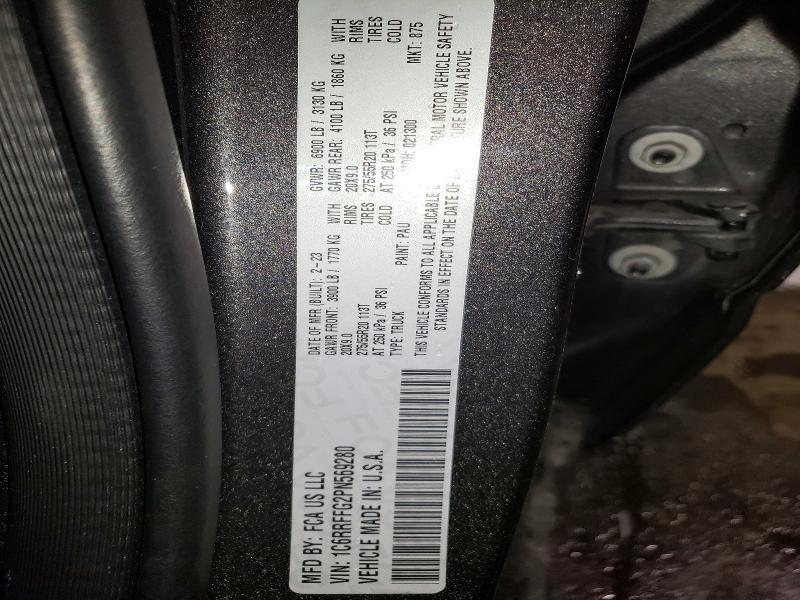 MFD BY: FCA US LLC
VIN: 1C6RRFFG2PN569280
VEHICLE MADE IN: U.S.A.
DATE OF MFR (BUILT): 2-23
GVWR: 6900 LB / 3130 KG
GAWR FRONT: 3900 LB / 1770 KG WITH
GAWR REAR: 4100 LB / 1860 KG WITH
20X9.0 RIMS
20X9.0 RIMS
275/55R20 113T TIRES
275/55R20 113T TIRES
AT 250 kPa / 36 PSI COLD
AT 250 kPa / 36 PSI COLD
TYPE: TRUCK
PAINT: PAU
MDH: 021300
MKT: 875
THIS VEHICLE CONFORMS TO ALL APPLICABLE MOTOR VEHICLE SAFETY
STANDARDS IN EFFECT ON THE DATE OF SHOWN ABOVE.